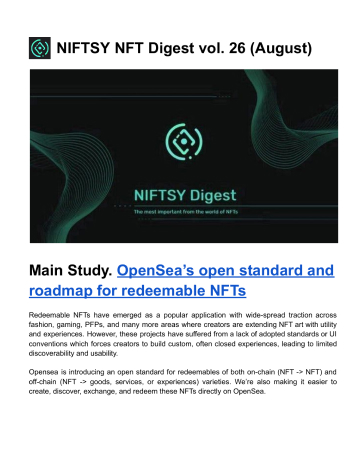 NIFTSY NFT Digest vol. 26 (August)
NIFTSY Digest
The most important from the world of NFTs
Main Study. OpenSea's open standard and
roadmap for redeemable NFTs
Redeemable NFTs have emerged as a popular application with wide-spread traction across
fashion, gaming, PFPs, and many more areas where creators are extending NFT art with utility
and experiences. However, these projects have suffered from a lack of adopted standards or UI
conventions which forces creators to build custom, often closed experiences, leading to limited
discoverability and usability.
Opensea is introducing an open standard for redeemables of both on-chain (NFT -> NFT) and
off-chain (NFT -> goods, services, or experiences) varieties. We're also making it easier to
create, discover, exchange, and redeem these NFTs directly on OpenSea.